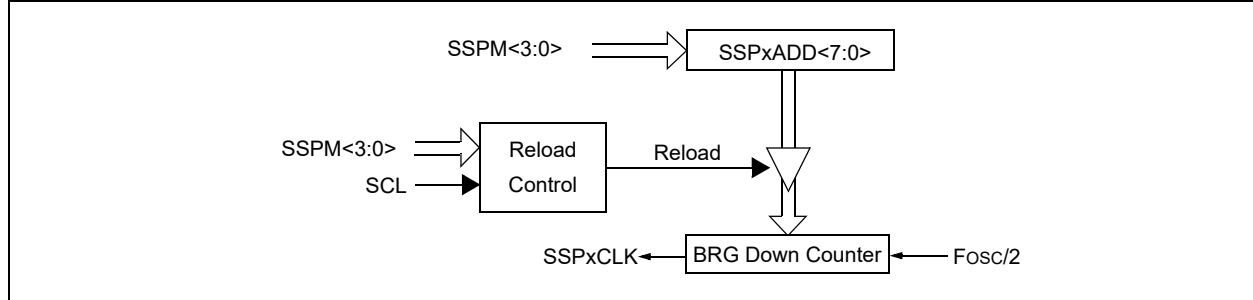 SSPM<3:0>
SSPxADD<7:0>
SSPM<3:0>
Reload
Control
Reload
SCL
SSPxCLK
BRG Down Counter
FOSC/2